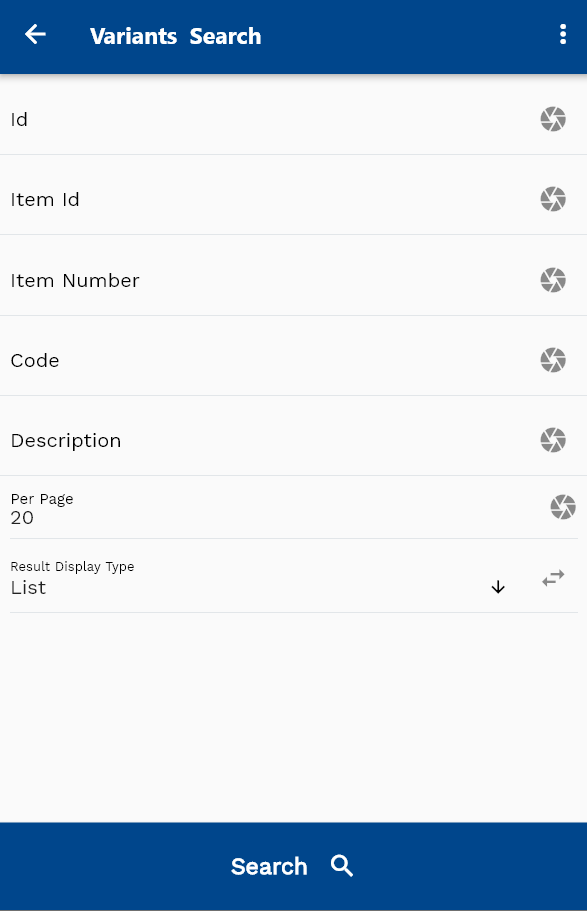 Variants Search
Id
Item Id
Item Number
Code
Description
Per Page
20
Result Display Type
List
Search